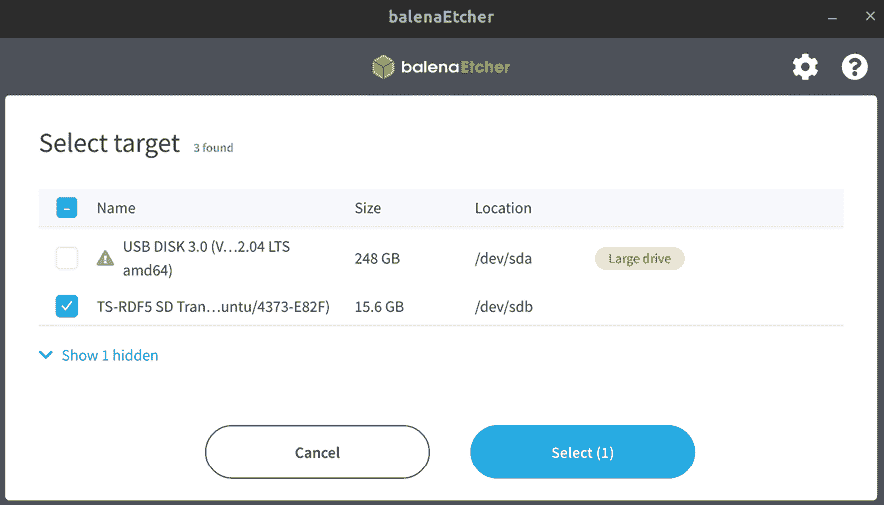 balenaEtcher
balenaEtcher
Select target 3 found
Name Size Location
USB DISK 3.0 (V...2.04 LTS
amd64) 248 GB /dev/sda Large drive
TS-RDF5 SD Tran...untu/4373-E82F) 15.6 GB /dev/sdb
Show 1 hidden
Cancel Select (1)